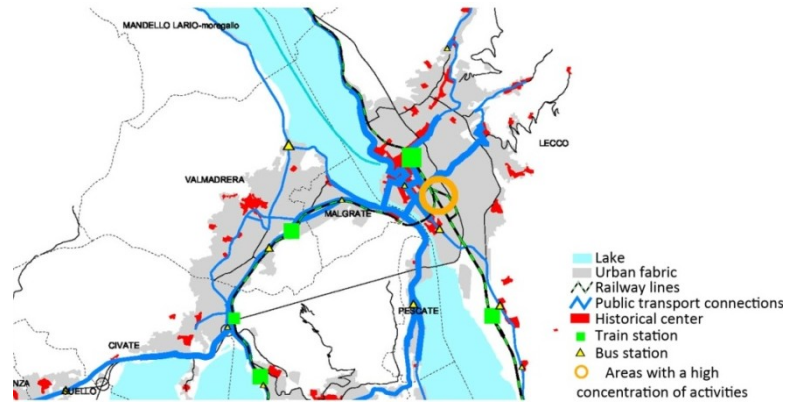 MANDELLO LARIO-moregallo
LECCO
VALMADRERA
MALGRATE
PESCATE
CIVATE
NZA
SUELLO
Lake
Urban fabric
Railway lines
Public transport connections
Historical center
Train station
Bus station
Areas with a high
concentration of activities